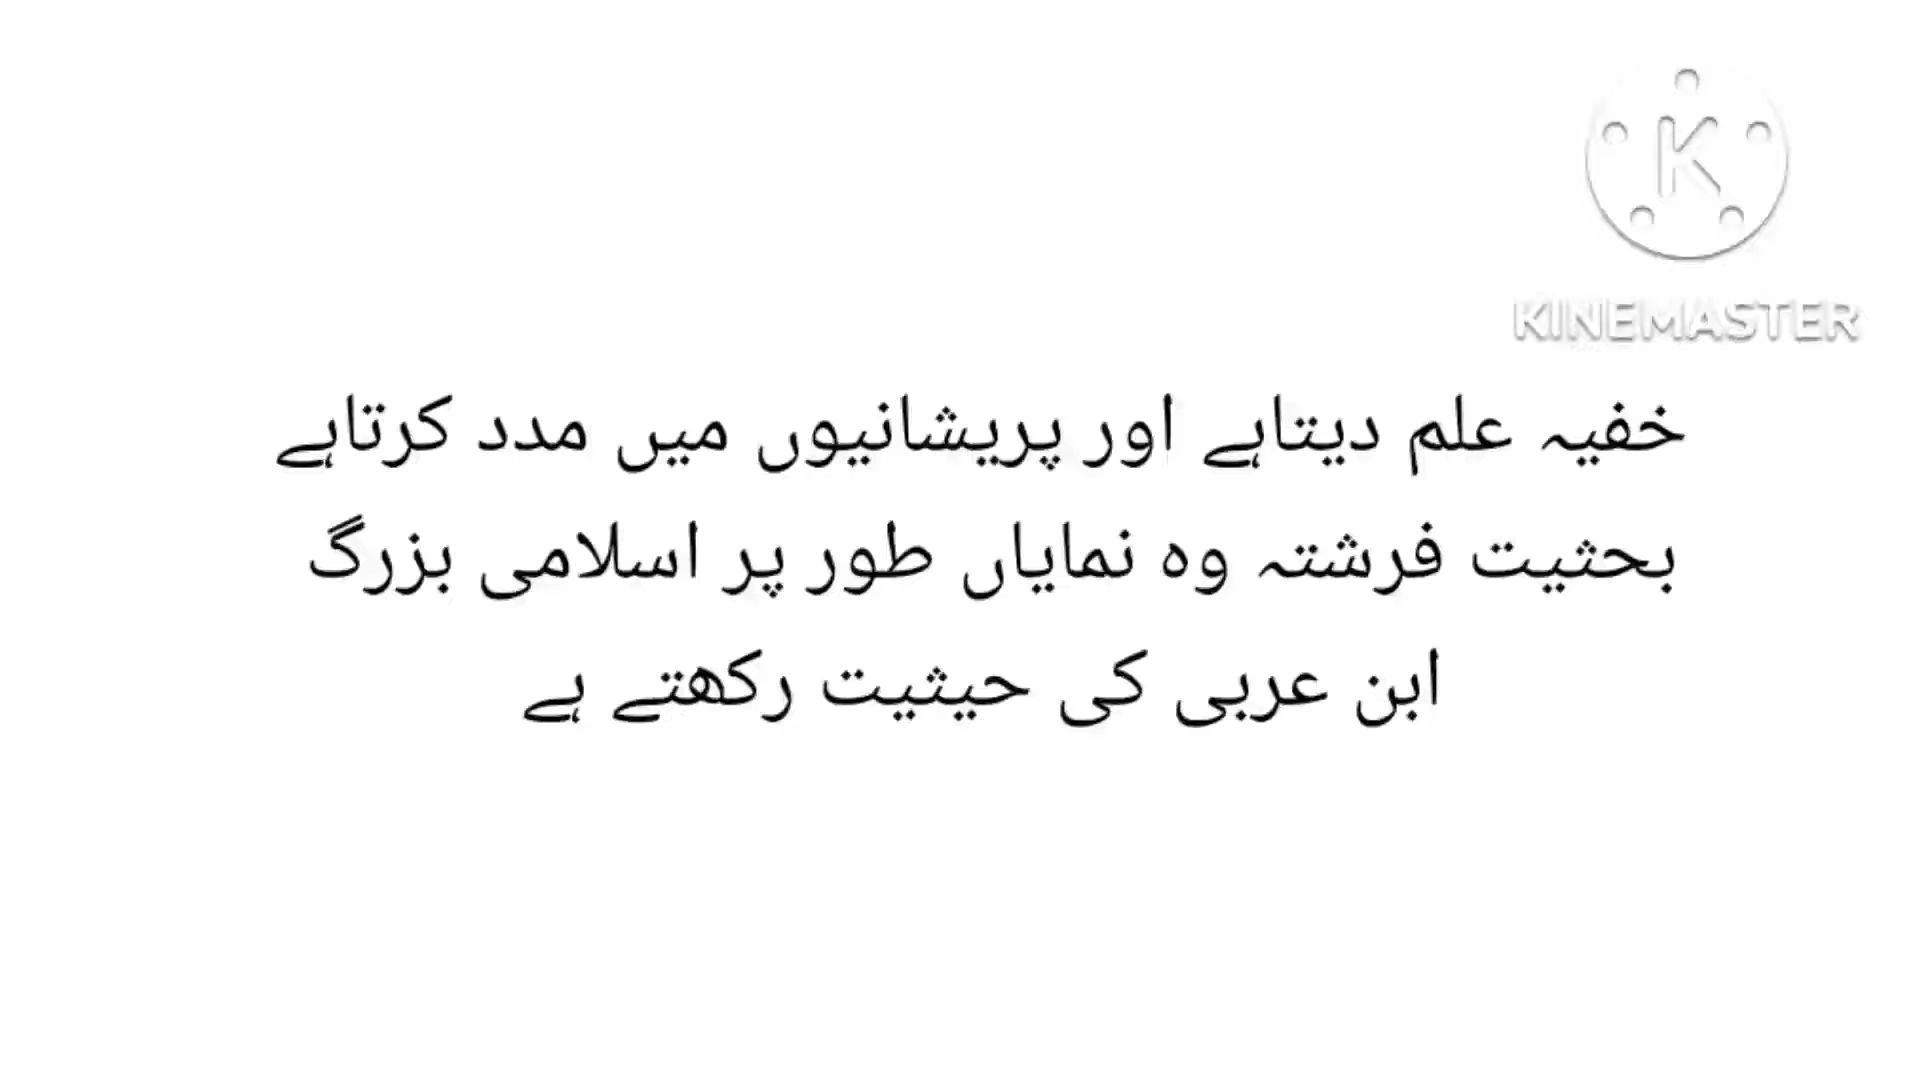 KINEMASTER
خفیہ علم دیتاہے اور پریشانیوں میں مدد کرتاہے
بحثیت فرشتہ وہ نمایاں طور پر اسلامی بزرگ
ابن عربی کی حیثیت رکھتے ہے